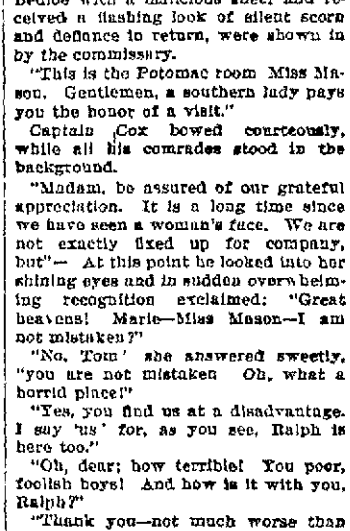 with a malicious and re-
ceived a flashing look of silent scorn
and defiance in return, were shown in
by the commissary.
"This is the Potomac room Miss Ma-
son. Gentlemen, a southern lady pays
you the honor of a visit."
Captain Cox bowed courteously,
while all his comrades stood in the
background.
"Madam, be assured of our grateful
appreciation. It is a long time since
we have seen a woman's face. We are
not exactly fixed up for company,
but"— At this point he looked into her
shining eyes and in sudden overwhelm-
ing recognition exclaimed: "Great
heavens! Marie—Miss Mason—I am
not mistaken?"
"No, Tom' she answered sweetly,
"you are not mistaken Oh, what a
horrid place!"
"Yes, you find us at a disadvantage.
I say 'us' for, as you see, Ralph is
here too."
"Oh, dear; how terrible! You poor,
foolish boys! And how is it with you,
Ralph?"
"Thank you—not much worse than